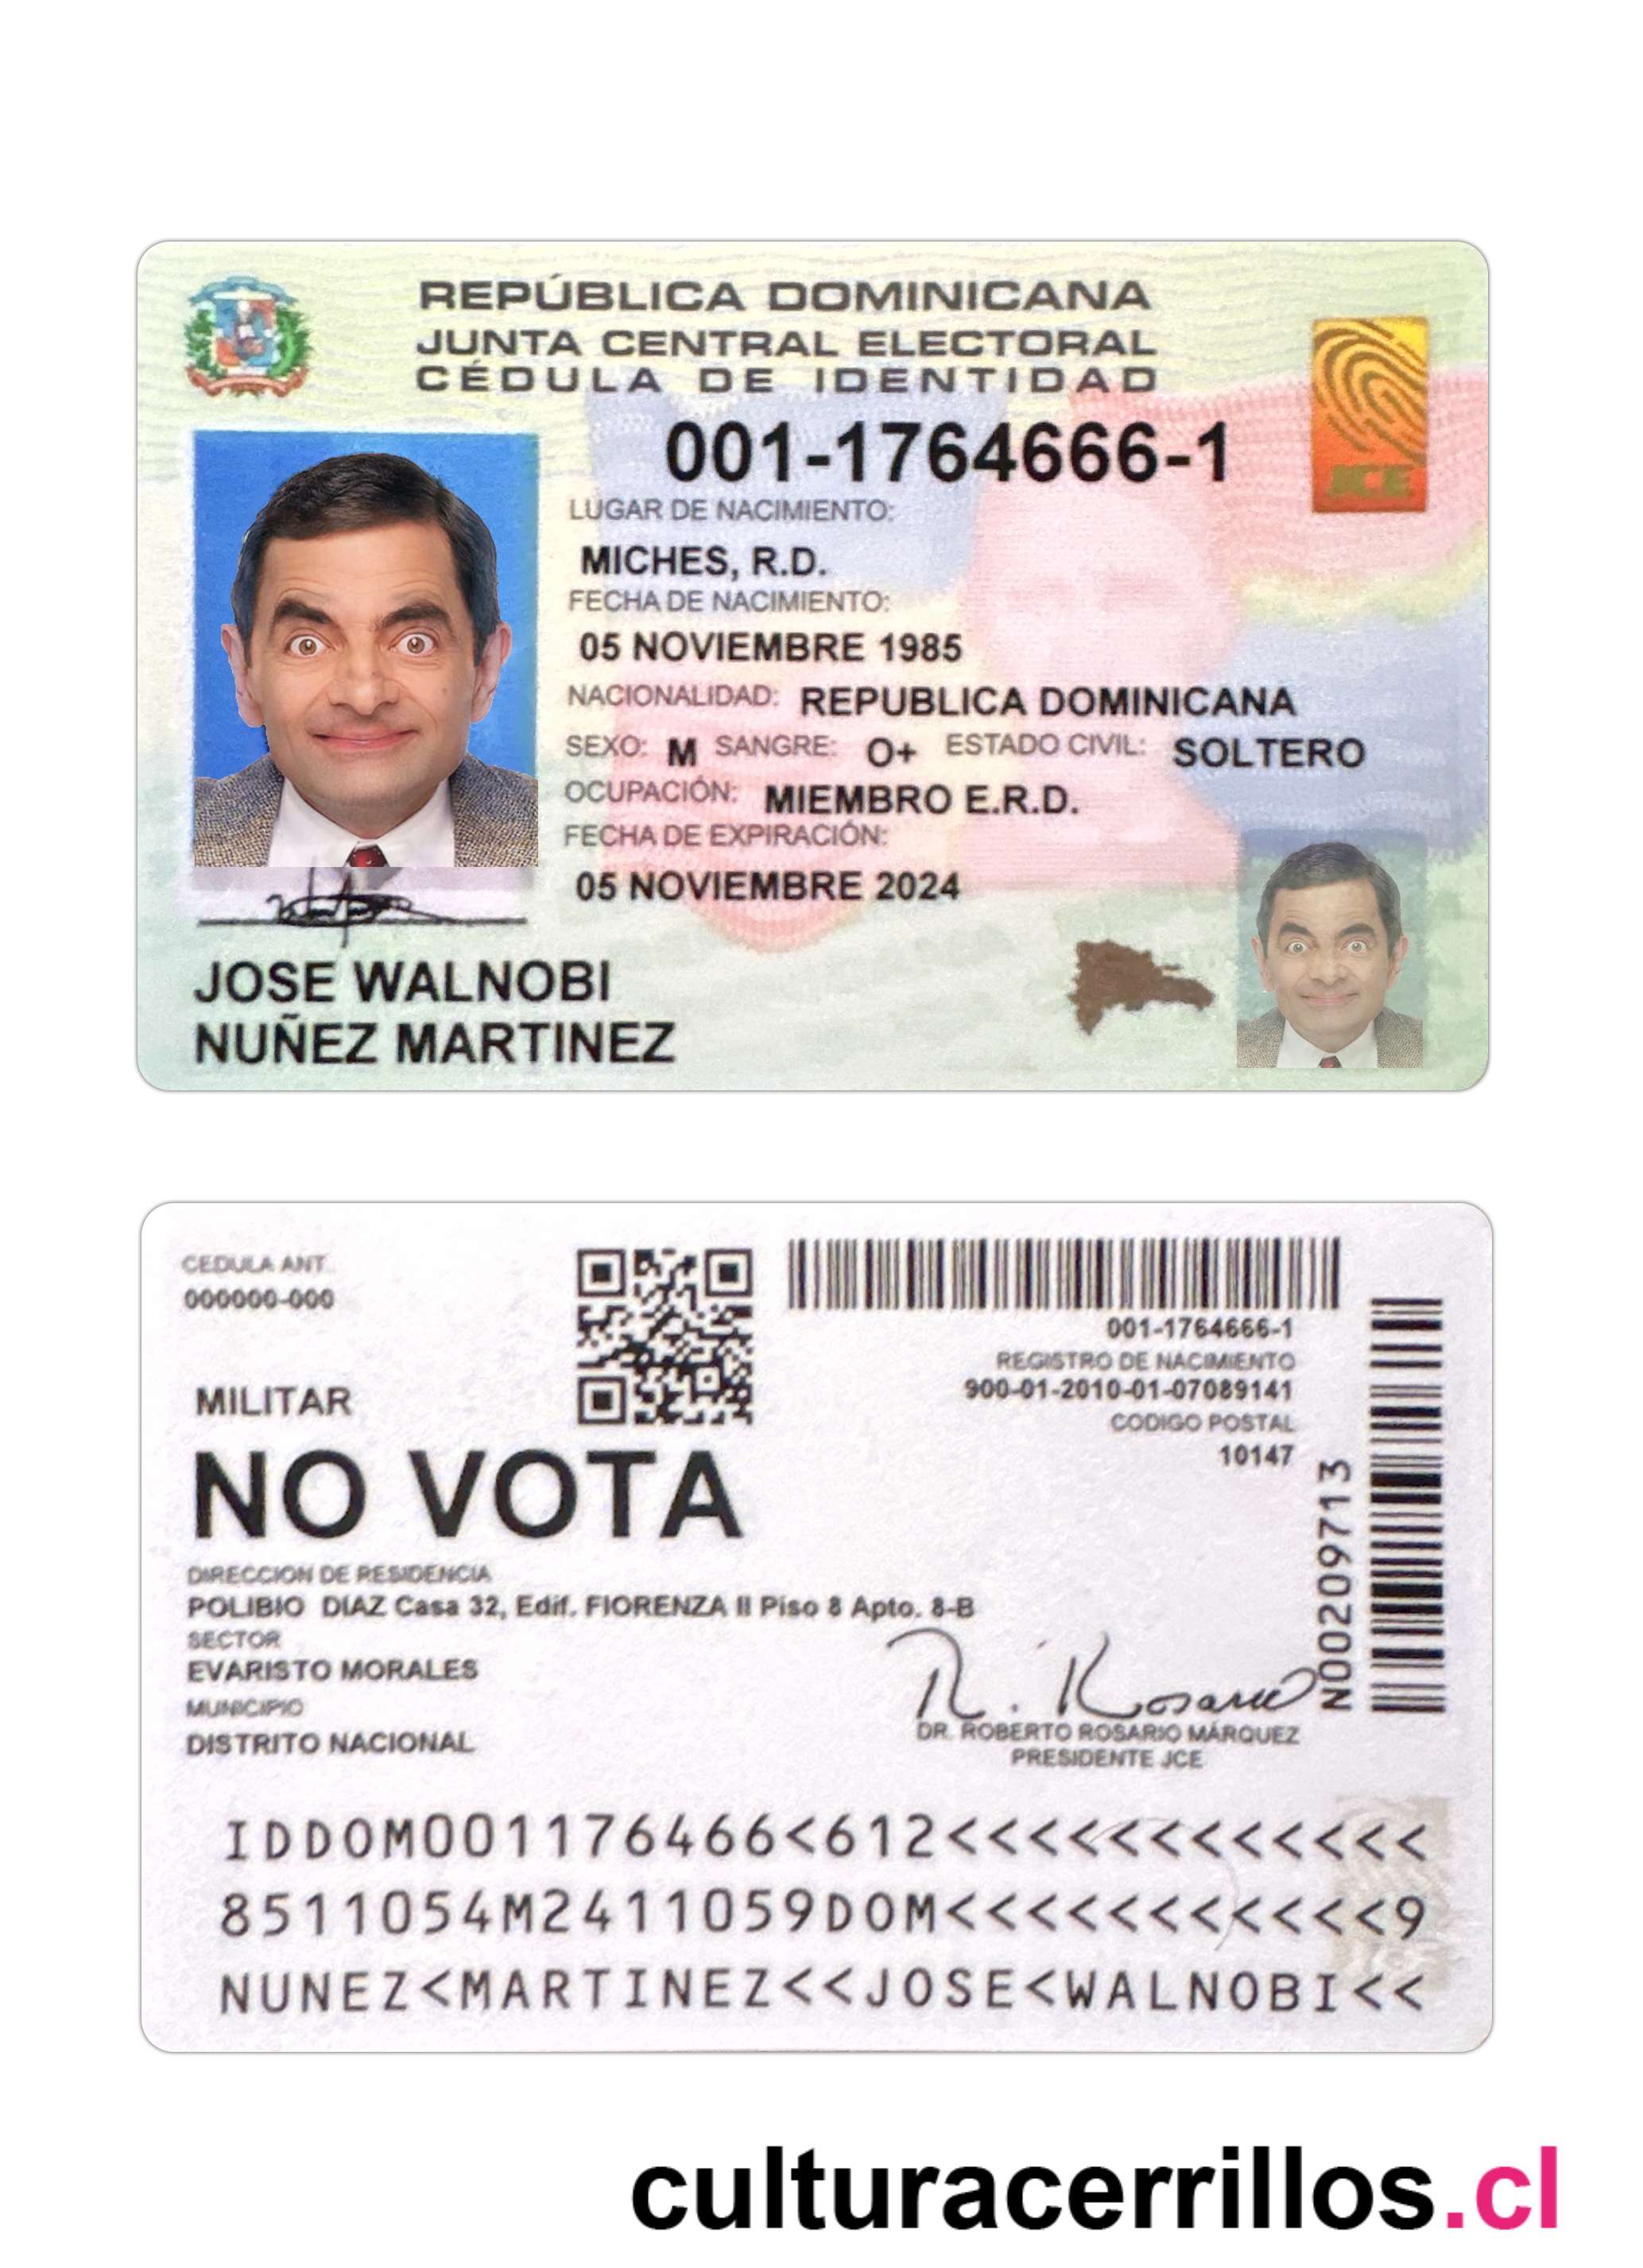 REPÚBLICA DOMINICANA
JUNTA CENTRAL ELECTORAL
CÉDULA DE IDENTIDAD
001-1764666-1
JCE
LUGAR DE NACIMIENTO:
MICHES, R.D.
FECHA DE NACIMIENTO:
05 NOVIEMBRE 1985
NACIONALIDAD: REPUBLICA DOMINICANA
SEXO: M SANGRE: O+ ESTADO CIVIL: SOLTERO
OCUPACIÓN: MIEMBRO E.R.D.
FECHA DE EXPIRACIÓN:
05 NOVIEMBRE 2024
JOSE WALNOBI
NUÑEZ MARTINEZ
CEDULA ANT.
000000-000
001-1764666-1
REGISTRO DE NACIMIENTO
900-01-2010-01-07089141
CODIGO POSTAL
10147
MILITAR
NO VOTA
N00209713
DIRECCION DE RESIDENCIA
POLIBIO DIAZ Casa 32, Edif. FIORENZA II Piso 8 Apto. 8-B
SECTOR
EVARISTO MORALES
MUNICIPIO
DISTRITO NACIONAL
R. Rosario
DR. ROBERTO ROSARIO MÁRQUEZ
PRESIDENTE JCE
IDDOM001176466<612<<<<<<<<<<<<<
8511054M2411059DOM<<<<<<<<<<<<9
NUNEZ<MARTINEZ<<JOSE<WALNOBI<<
culturacerrillos.cl